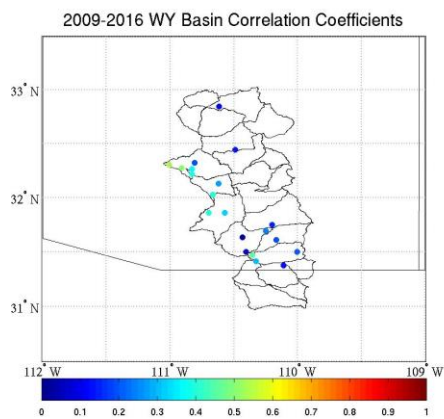 2009-2016 WY Basin Correlation Coefficients
33° N
32° N
31° N
112° W 111° W 110° W 109° W
0 0.1 0.2 0.3 0.4 0.5 0.6 0.7 0.8 0.9 1